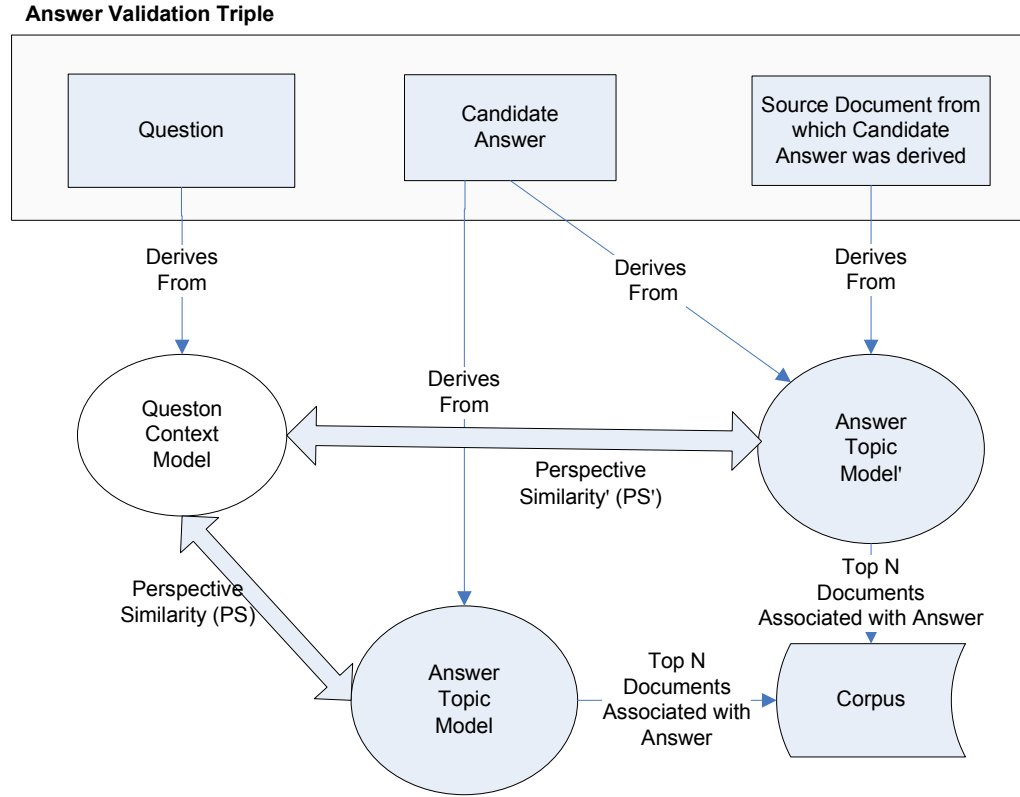 Answer Validation Triple
Question
Candidate
Answer
Source Document from
which Candidate
Answer was derived
Derives
From
Derives
From
Derives
From
Derives
From
Queston
Context
Model
Answer
Topic
Model'
Perspective
Similarity' (PS')
Perspective
Similarity (PS)
Top N
Documents
Associated with Answer
Answer
Topic
Model
Top N
Documents
Associated with
Answer
Corpus